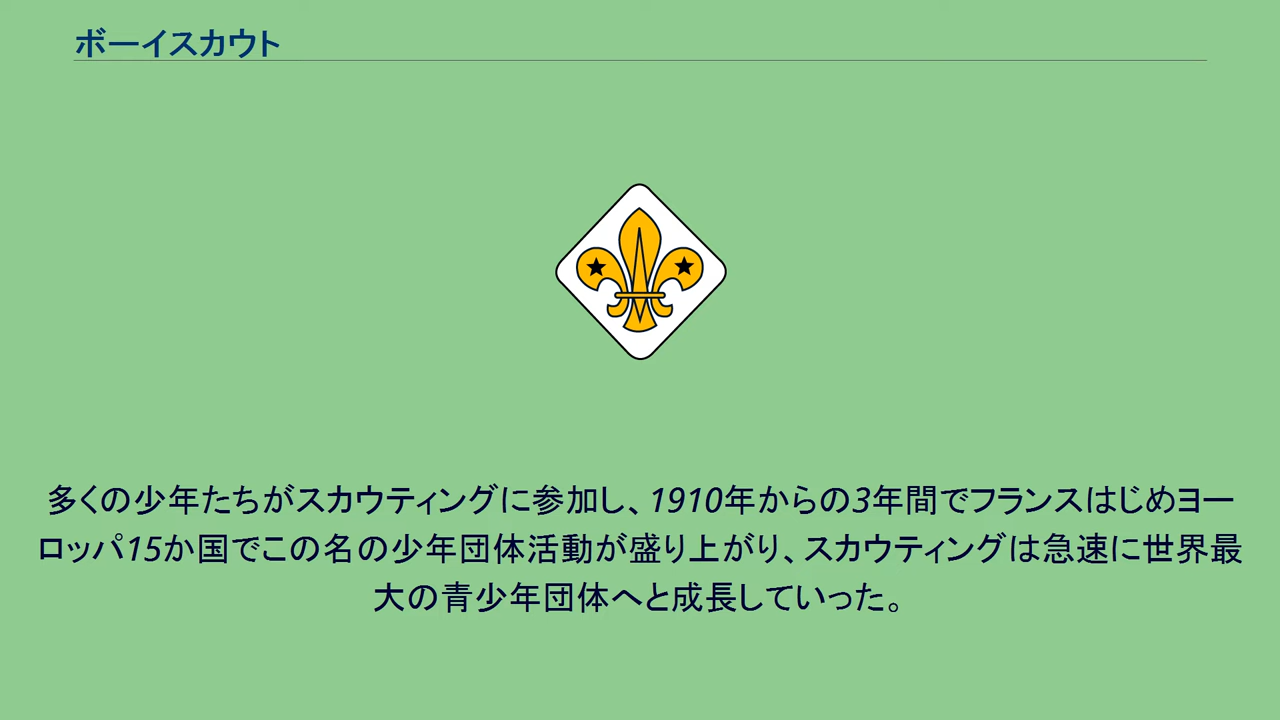 ボーイスカウト
多くの少年たちがスカウティングに参加し、1910年からの3年間でフランスはじめヨー
ロッパ15か国でこの名の少年団体活動が盛り上がり、スカウティングは急速に世界最
大の青少年団体へと成長していった。